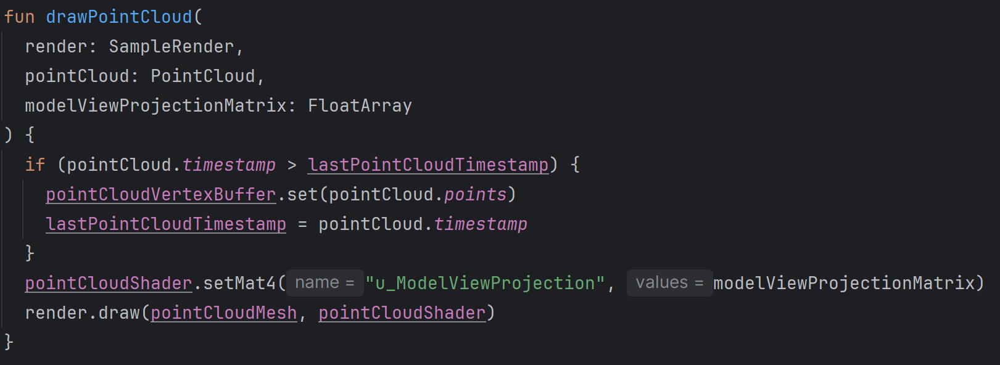 fun drawPointCloud(
render: SampleRender,
pointCloud: PointCloud,
modelViewProjectionMatrix: FloatArray
) {
if (pointCloud.timestamp > lastPointCloudTimestamp) {
pointCloudVertexBuffer.set(pointCloud.points)
lastPointCloudTimestamp = pointCloud.timestamp
}
pointCloudShader.setMat4( name = "u_ModelViewProjection", values = modelViewProjectionMatrix)
render.draw(pointCloudMesh, pointCloudShader)
}